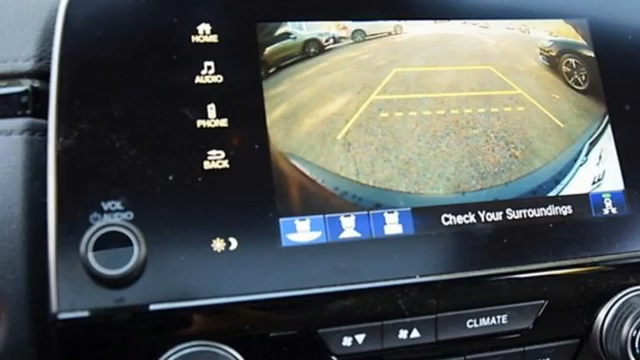 HOME
AUDIO
PHONE
BACK
VOL
AUDIO
Check Your Surroundings
CLIMATE